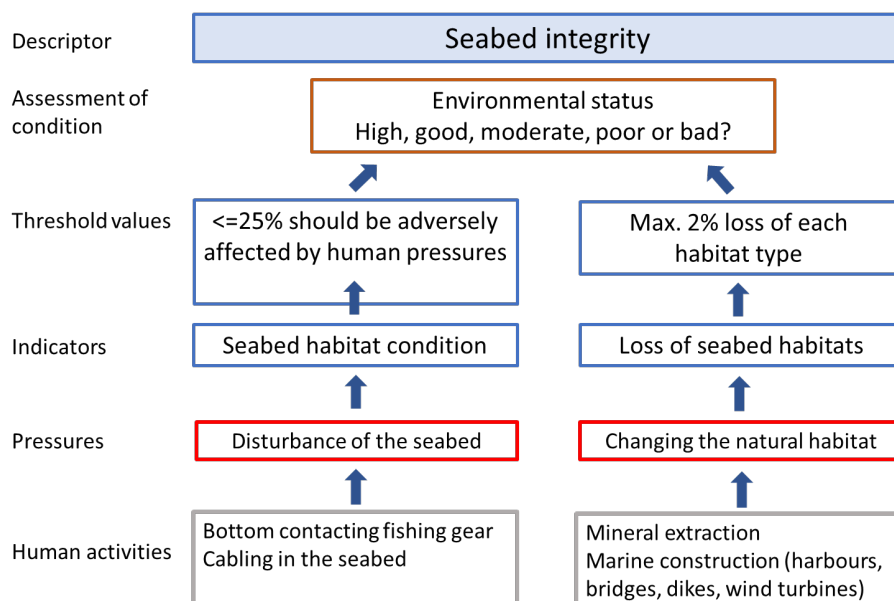 Descriptor
Seabed integrity
Assessment of
condition
Environmental status
High, good, moderate, poor or bad?
Threshold values
<=25% should be adversely
affected by human pressures
Max. 2% loss of each
habitat type
Indicators
Seabed habitat condition
Loss of seabed habitats
Pressures
Disturbance of the seabed
Changing the natural habitat
Human activities
Bottom contacting fishing gear
Cabling in the seabed
Mineral extraction
Marine construction (harbours,
bridges, dikes, wind turbines)